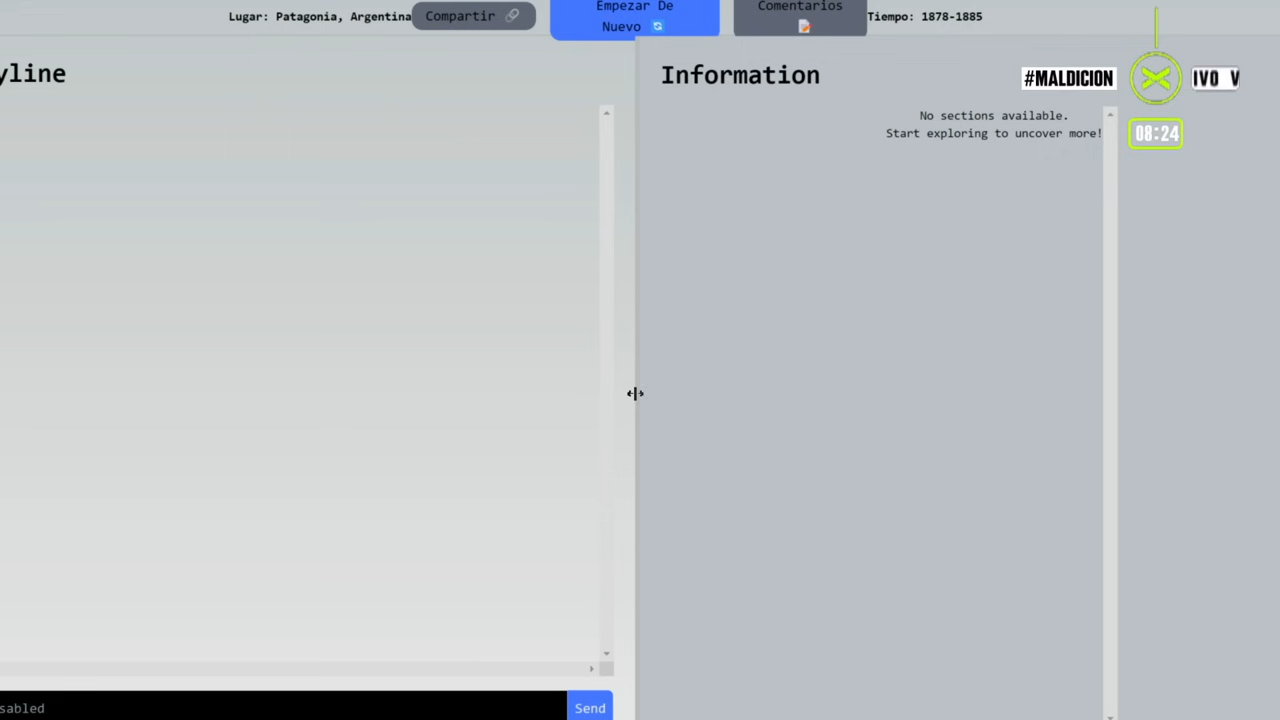 Lugar: Patagonia, Argentina
Compartir
Empezar De
Nuevo
Comentarios
Tiempo: 1878-1885
yline
Information
#MALDICION
IVO V
08:24
No sections available.
Start exploring to uncover more!
sabled
Send